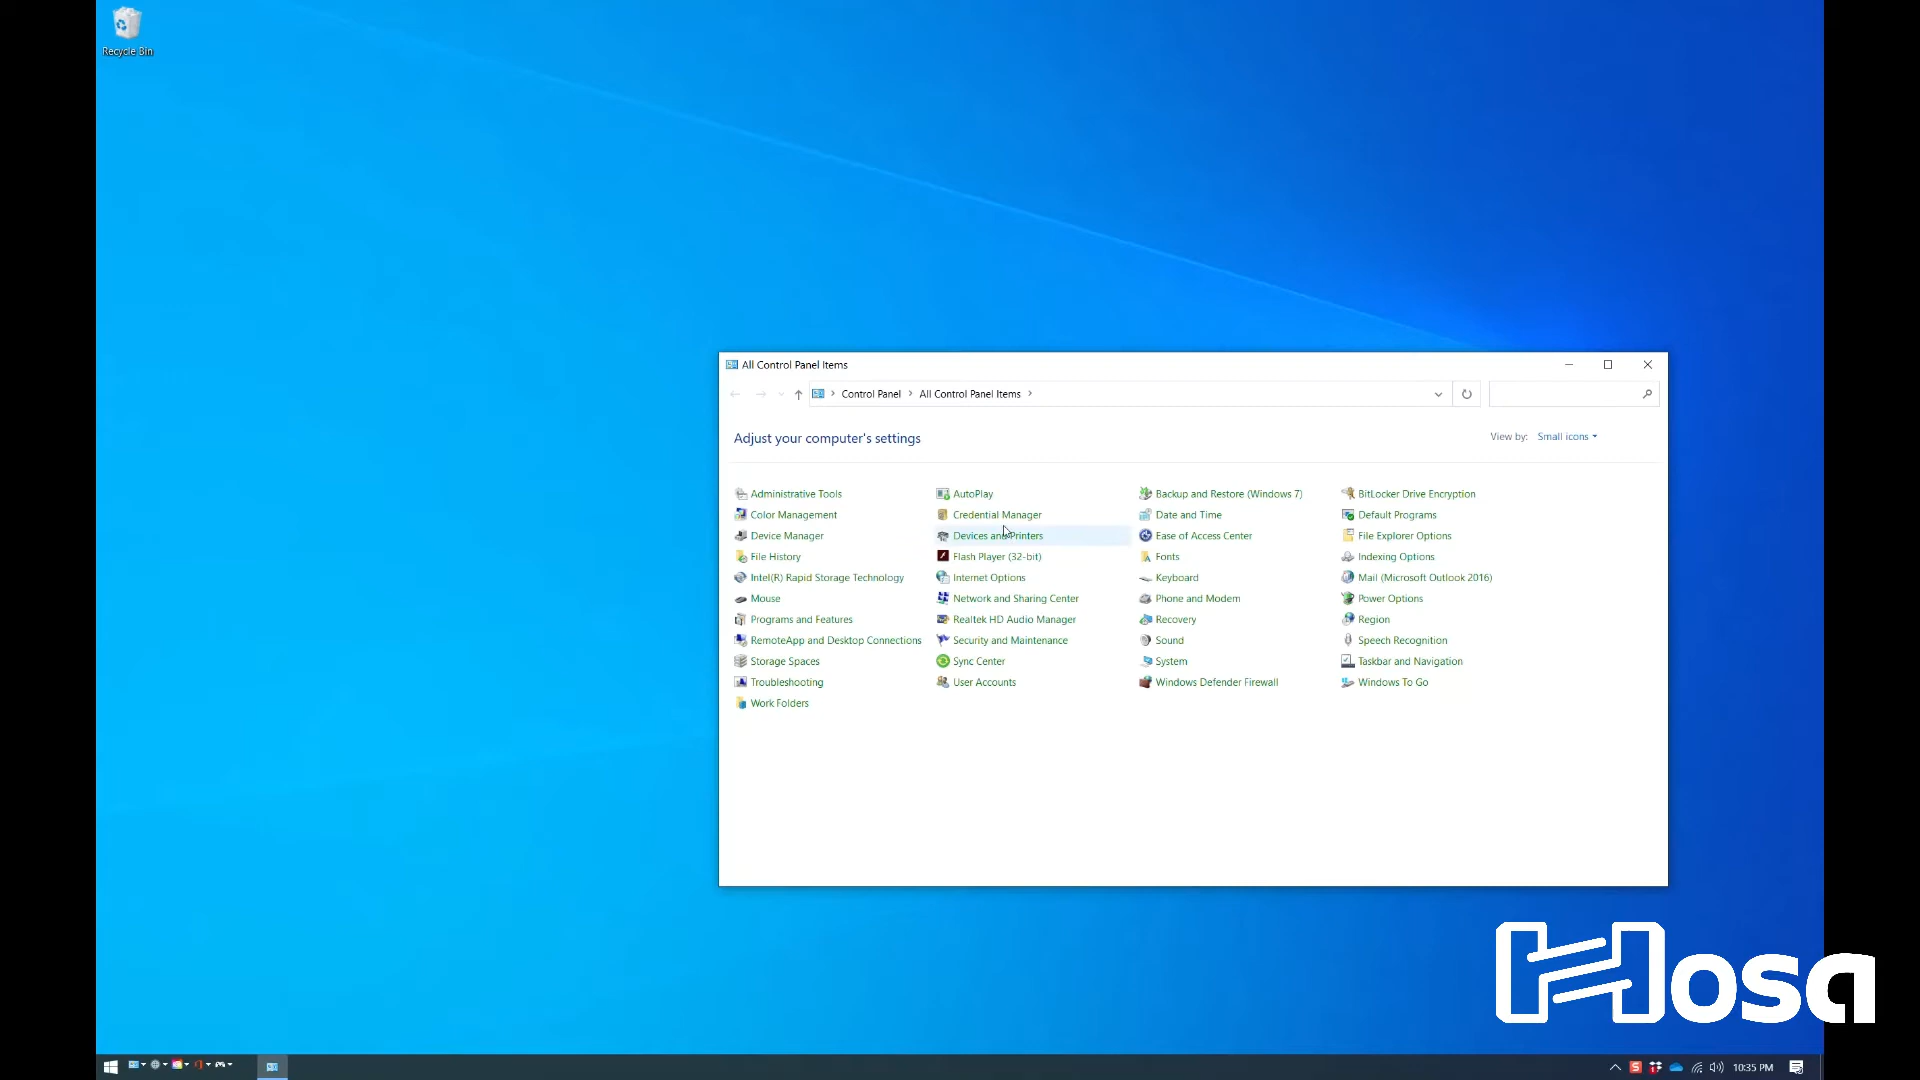 Recycle Bin
All Control Panel Items
Control Panel
All Control Panel Items
Adjust your computer's settings
View by: Small icons
Administrative Tools
AutoPlay
Backup and Restore (Windows 7)
BitLocker Drive Encryption
Color Management
Credential Manager
Date and Time
Default Programs
Device Manager
Devices and Printers
Ease of Access Center
File Explorer Options
File History
Flash Player (32-bit)
Fonts
Indexing Options
Intel(R) Rapid Storage Technology
Internet Options
Keyboard
Mail (Microsoft Outlook 2016)
Mouse
Network and Sharing Center
Phone and Modem
Power Options
Programs and Features
Realtek HD Audio Manager
Recovery
Region
RemoteApp and Desktop Connections
Security and Maintenance
Sound
Speech Recognition
Storage Spaces
Sync Center
System
Taskbar and Navigation
Troubleshooting
User Accounts
Windows Defender Firewall
Windows To Go
Work Folders
Hosa
10:35 PM